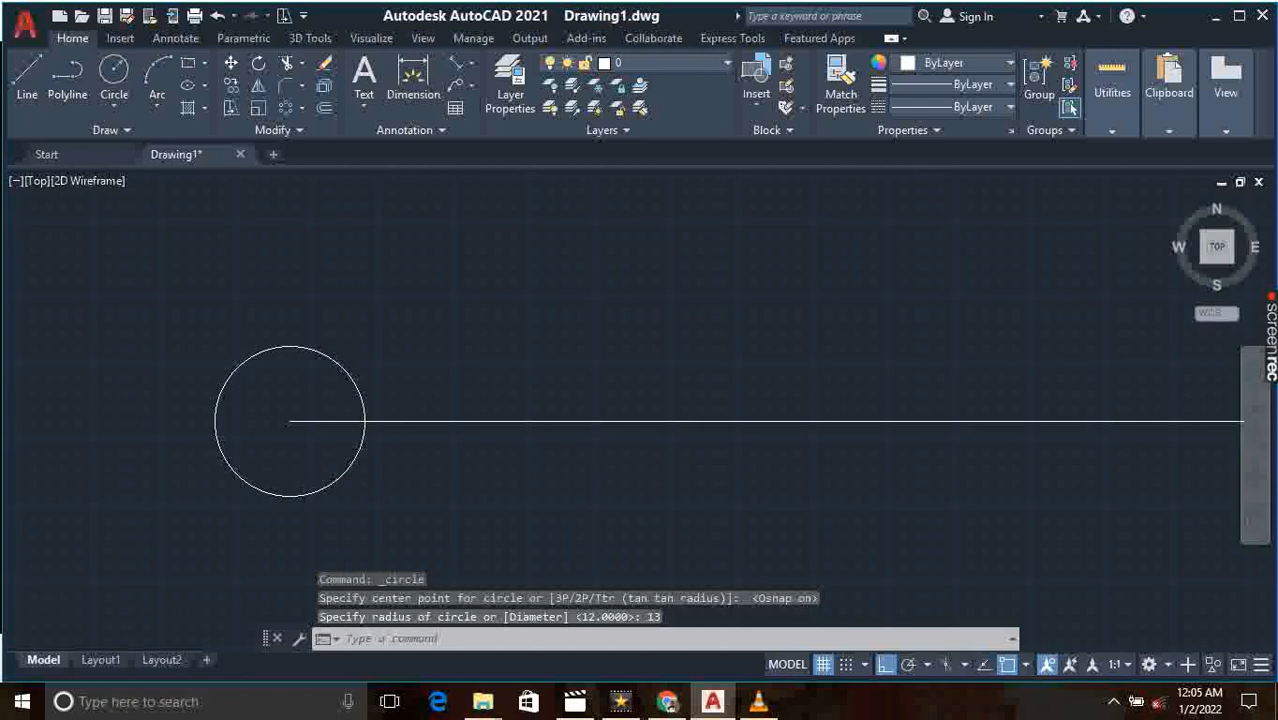 Autodesk AutoCAD 2021 Drawing1.dwg
Type a keyword or phrase
Sign In
Home Insert Annotate Parametric 3D Tools Visualize View Manage Output Add-ins Collaborate Express Tools Featured Apps
Line Polyline Circle Arc
Text Dimension
Layer Properties
0
Insert
Match Properties
ByLayer
ByLayer
ByLayer
Group
Utilities
Clipboard
View
Draw Modify Annotation Layers Block Properties Groups
Start Drawing1*
[−][Top][2D Wireframe]
N
W TOP E
S
WCS
screenrec
Command: _circle
Specify center point for circle or [3P/2P/Ttr (tan tan radius)]: <Osnap on>
Specify radius of circle or [Diameter] <12.0000>: 13
Type a command
Model Layout1 Layout2 +
MODEL
1:1
Type here to search
12:05 AM
1/2/2022